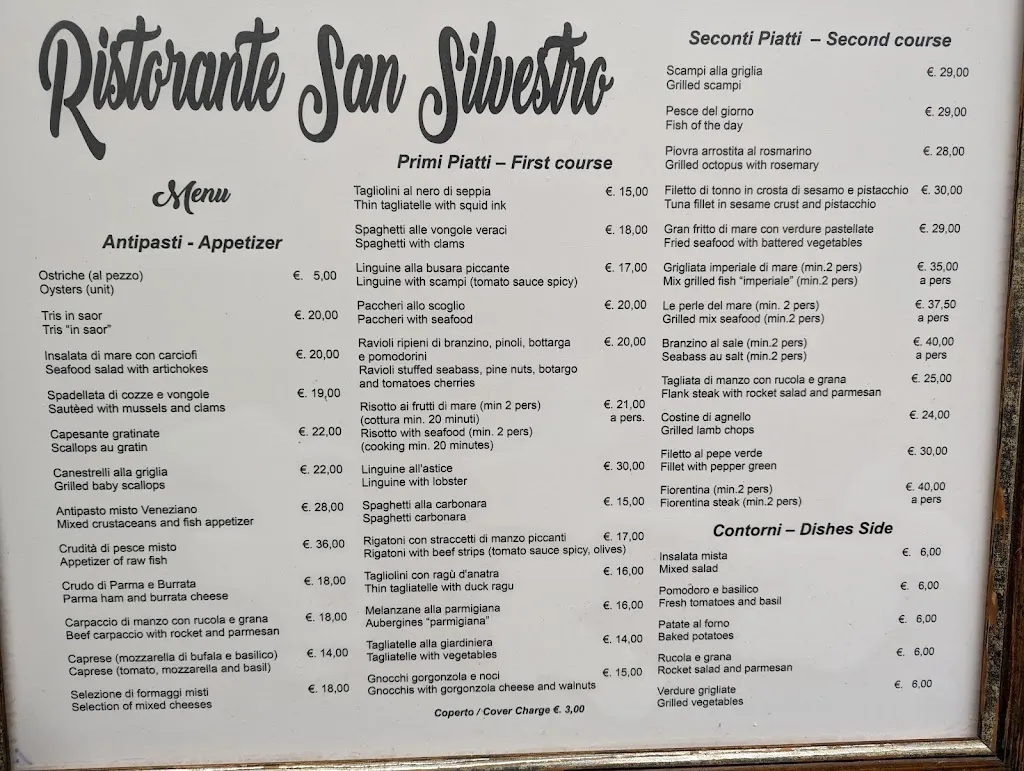 Ristorante San Silvestro
Menu
Antipasti - Appetizer
Ostriche (al pezzo) €. 5,00
Oysters (unit)
Tris in saor €. 20,00
Tris "in saor"
Insalata di mare con carciofi €. 20,00
Seafood salad with artichokes
Spadellata di cozze e vongole €. 19,00
Sautèed with mussels and clams
Capesante gratinate €. 22,00
Scallops au gratin
Canestrelli alla griglia €. 22,00
Grilled baby scallops
Antipasto misto Veneziano €. 28,00
Mixed crustaceans and fish appetizer
Crudità di pesce misto €. 36,00
Appetizer of raw fish
Crudo di Parma e Burrata €. 18,00
Parma ham and burrata cheese
Carpaccio di manzo con rucola e grana €. 18,00
Beef carpaccio with rocket and parmesan
Caprese (mozzarella di bufala e basilico) €. 14,00
Caprese (tomato, mozzarella and basil)
Selezione di formaggi misti €. 18,00
Selection of mixed cheeses
Primi Piatti – First course
Tagliolini al nero di seppia €. 15,00
Thin tagliatelle with squid ink
Spaghetti alle vongole veraci €. 18,00
Spaghetti with clams
Linguine alla busara piccante €. 17,00
Linguine with scampi (tomato sauce spicy)
Paccheri allo scoglio €. 20,00
Paccheri with seafood
Ravioli ripieni di branzino, pinoli, bottarga €. 20,00
e pomodorini
Ravioli stuffed seabass, pine nuts, botargo
and tomatoes cherries
Risotto ai frutti di mare (min 2 pers) €. 21,00
(cottura min. 20 minuti) a pers.
Risotto with seafood (min. 2 pers)
(cooking min. 20 minutes)
Linguine all'astice €. 30,00
Linguine with lobster
Spaghetti alla carbonara €. 15,00
Spaghetti carbonara
Rigatoni con straccetti di manzo piccanti €. 17,00
Rigatoni with beef strips (tomato sauce spicy, olives)
Tagliolini con ragù d'anatra €. 16,00
Thin tagliatelle with duck ragu
Melanzane alla parmigiana €. 16,00
Aubergines "parmigiana"
Tagliatelle alla giardiniera €. 14,00
Tagliatelle with vegetables
Gnocchi gorgonzola e noci €. 15,00
Gnocchis with gorgonzola cheese and walnuts
Coperto / Cover Charge €. 3,00
Seconti Piatti – Second course
Scampi alla griglia €. 29,00
Grilled scampi
Pesce del giorno €. 29,00
Fish of the day
Piovra arrostita al rosmarino €. 28,00
Grilled octopus with rosemary
Filetto di tonno in crosta di sesamo e pistacchio €. 30,00
Tuna fillet in sesame crust and pistacchio
Gran fritto di mare con verdure pastellate €. 29,00
Fried seafood with battered vegetables
Grigliata imperiale di mare (min.2 pers) €. 35,00
Mix grilled fish "imperiale" (min.2 pers) a pers
Le perle del mare (min. 2 pers) €. 37,50
Grilled mix seafood (min.2 pers) a pers
Branzino al sale (min.2 pers) €. 40,00
Seabass au salt (min.2 pers) a pers
Tagliata di manzo con rucola e grana €. 25,00
Flank steak with rocket salad and parmesan
Costine di agnello €. 24,00
Grilled lamb chops
Filetto al pepe verde €. 30,00
Fillet with pepper green
Fiorentina (min.2 pers) €. 40,00
Fiorentina steak (min.2 pers) a pers
Contorni – Dishes Side
Insalata mista €. 6,00
Mixed salad
Pomodoro e basilico €. 6,00
Fresh tomatoes and basil
Patate al forno €. 6,00
Baked potatoes
Rucola e grana €. 6,00
Rocket salad and parmesan
Verdure grigliate €. 6,00
Grilled vegetables